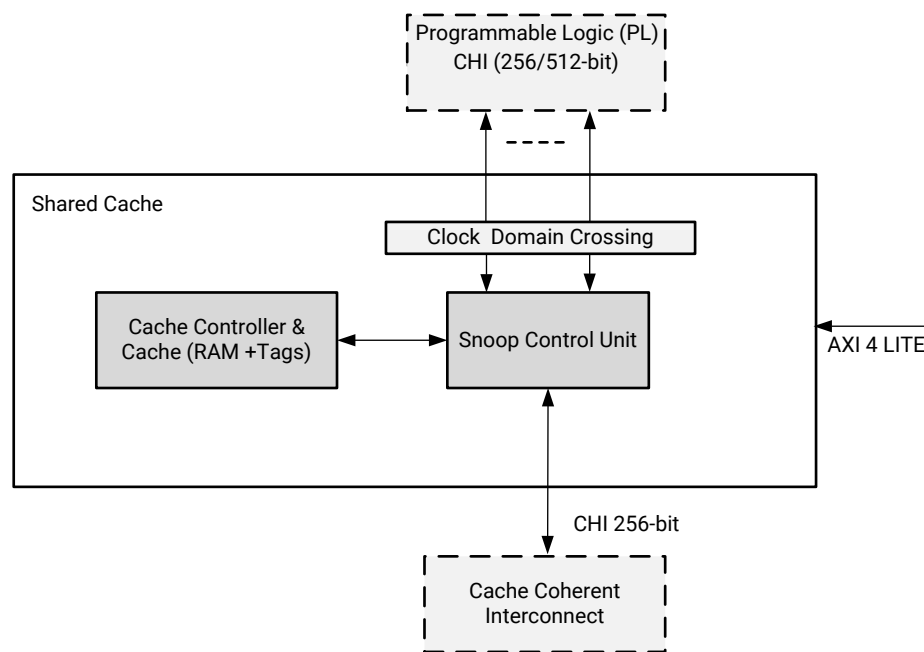 Programmable Logic (PL)
CHI (256/512-bit)
Shared Cache
Clock Domain Crossing
Cache Controller &
Cache (RAM +Tags)
Snoop Control Unit
AXI 4 LITE
CHI 256-bit
Cache Coherent
Interconnect